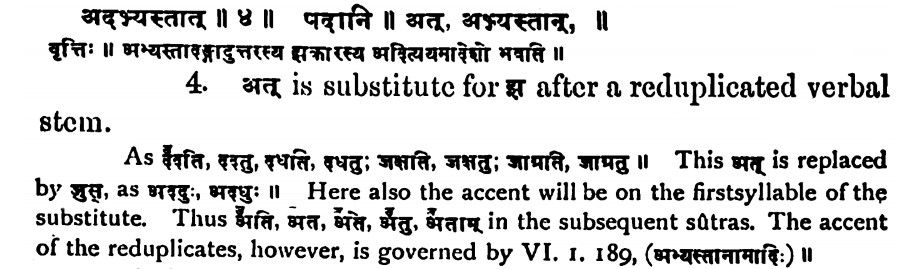 अदभ्यस्तात् ॥ ४ ॥ पदानि ॥ अत्, अभ्यस्तान्, ॥
वृत्तिः ॥ अभ्यस्तादङ्गादुत्तरस्य झकारस्य अदित्ययमादेशो भवति ॥
4. अत् is substitute for झ after a reduplicated verbal
stem.
As ददति, ददतु, दधति, दधतु; जक्षति, जक्षतु; जाग्रति, जाग्रतु ॥ This अत् is replaced
by जुस्, as अददुः, अदधुः ॥ Here also the accent will be on the firstsyllable of the
substitute. Thus अति, अत, अते, अतु, अताम् in the subsequent sûtras. The accent
of the reduplicates, however, is governed by VI. 1. 189, (अभ्यस्तानामादिः) ॥